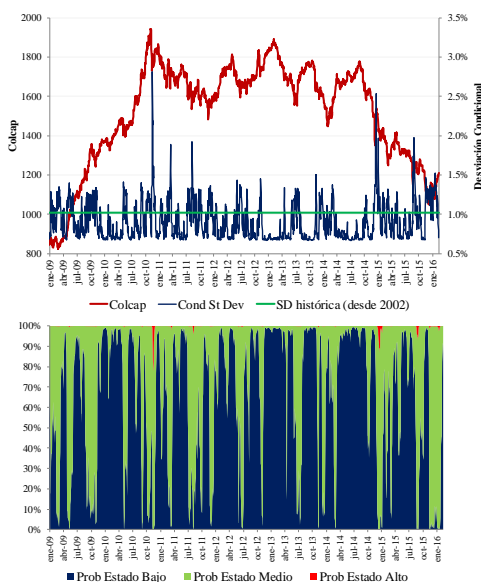 2000
1800
1600
1400
1200
1000
800
Colcap
3.5%
3.0%
2.5%
2.0%
1.5%
1.0%
0.5%
Desviación Condicional
ene-09
abr-09
jul-09
oct-09
ene-10
abr-10
jul-10
oct-10
ene-11
abr-11
jul-11
oct-11
ene-12
abr-12
jul-12
oct-12
ene-13
abr-13
jul-13
oct-13
ene-14
abr-14
jul-14
oct-14
ene-15
abr-15
jul-15
oct-15
ene-16
Colcap Cond St Dev SD histórica (desde 2002)
100%
90%
80%
70%
60%
50%
40%
30%
20%
10%
0%
ene-09
abr-09
jul-09
oct-09
ene-10
abr-10
jul-10
oct-10
ene-11
abr-11
jul-11
oct-11
ene-12
abr-12
jul-12
oct-12
ene-13
abr-13
jul-13
oct-13
ene-14
abr-14
jul-14
oct-14
ene-15
abr-15
jul-15
oct-15
ene-16
Prob Estado Bajo Prob Estado Medio Prob Estado Alto